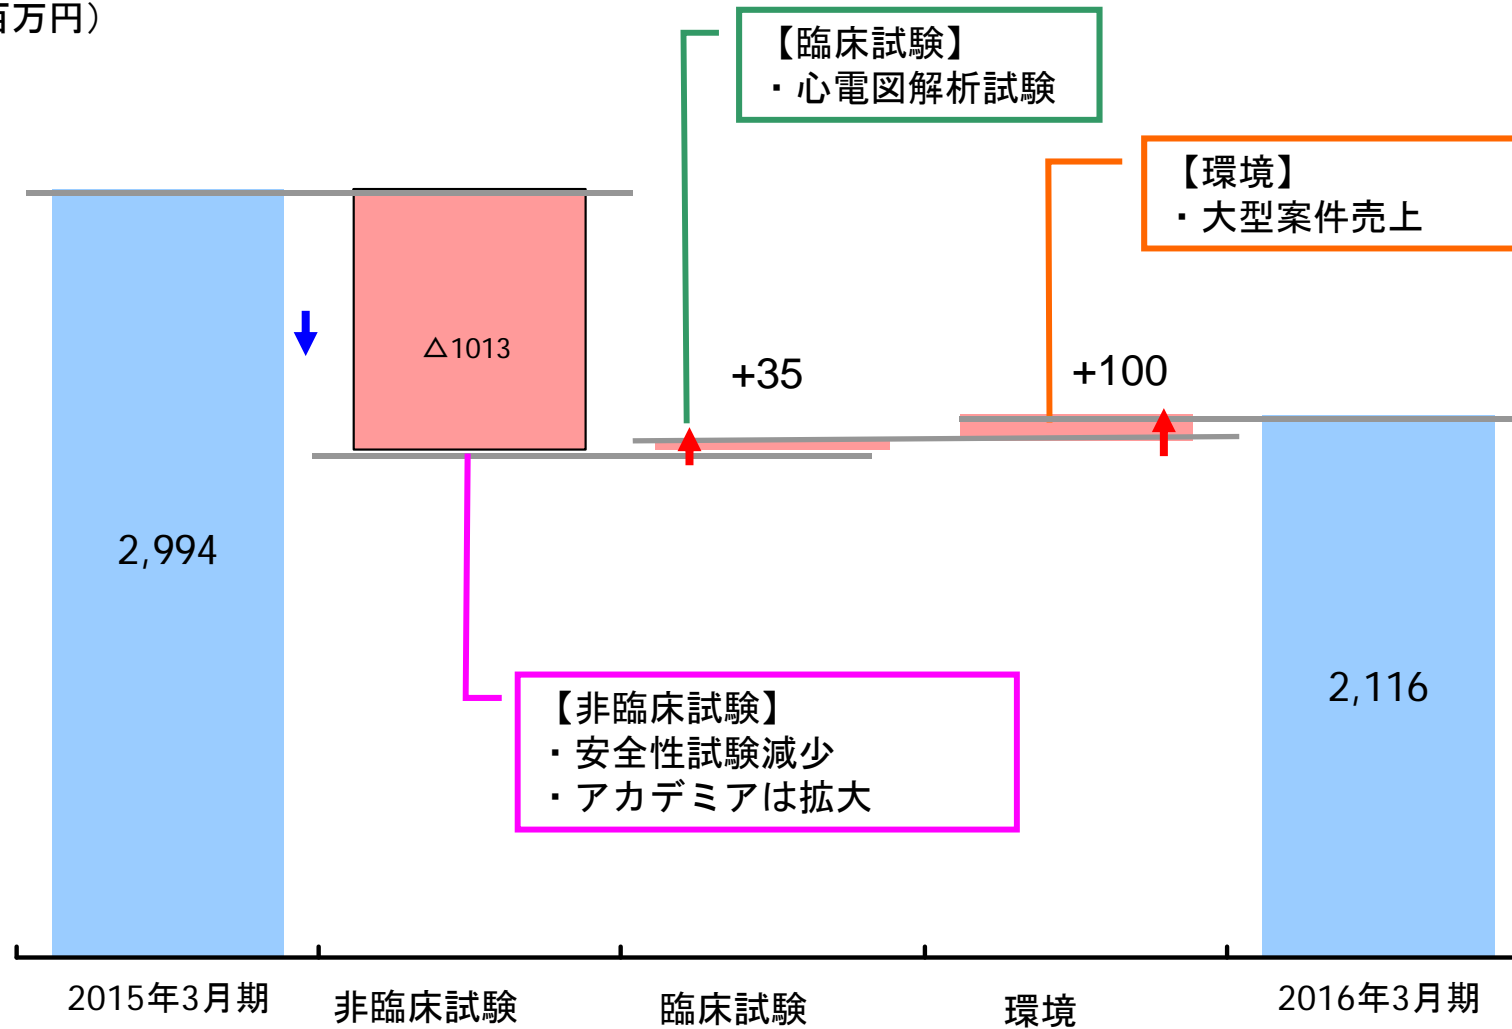 百万円）
【臨床試験】
・心電図解析試験
【環境】
・大型案件売上
△1013
+35
+100
2,994
2,116
【非臨床試験】
・安全性試験減少
・アカデミアは拡大
2015年3月期
非臨床試験
臨床試験
環境
2016年3月期